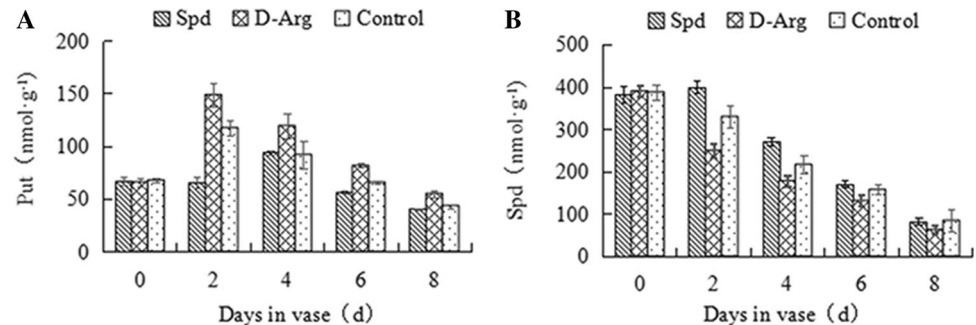 A
Spd D-Arg Control
200
150
100
50
0
Put (nmol·g⁻¹)
0 2 4 6 8
Days in vase (d)
B
Spd D-Arg Control
500
400
300
200
100
0
Spd (nmol·g⁻¹)
0 2 4 6 8
Days in vase (d)